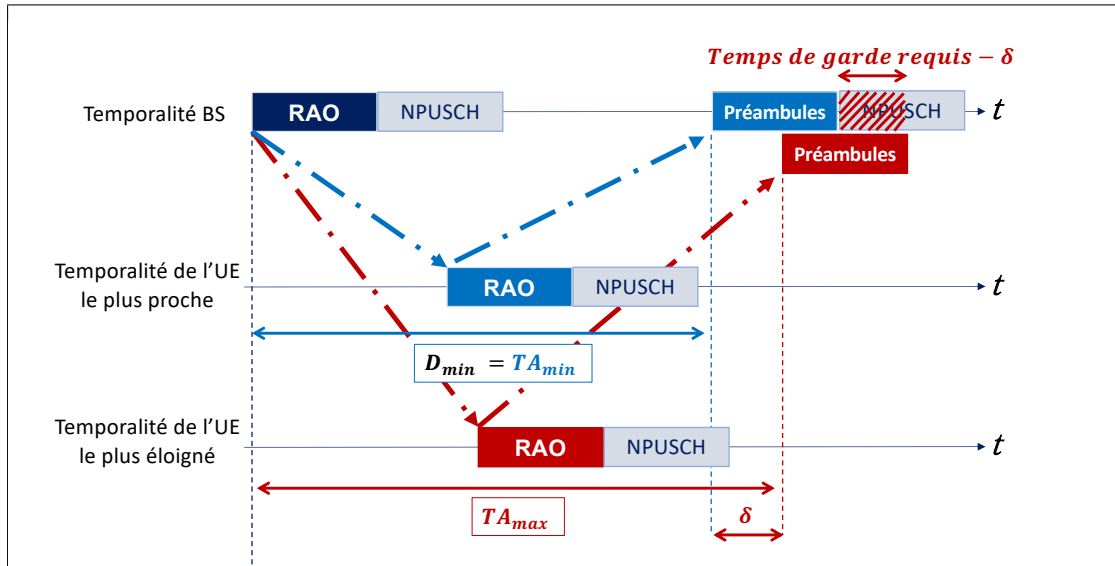 Temps de garde requis − δ
Temporalité BS
RAO
NPUSCH
Préambules
NPUSCH
t
Préambules
Temporalité de l’UE
le plus proche
RAO
NPUSCH
t
D_min = TA_min
Temporalité de l’UE
le plus éloigné
RAO
NPUSCH
t
TA_max
δ